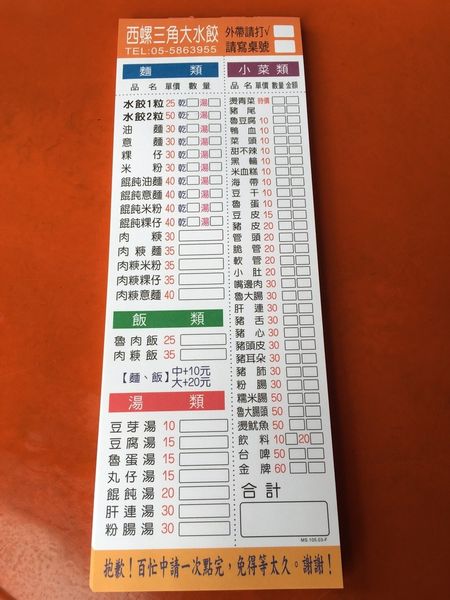 西螺三角大水餃
TEL:05-5863955
外帶請打√
請寫桌號
麵 類
品 名 單價 數 量
水餃1粒 25 乾 湯
水餃2粒 50 乾 湯
油 麵 30 乾 湯
意 麵 30 乾 湯
粿 仔 30 乾 湯
米 粉 30 乾 湯
餛飩油麵 40 乾 湯
餛飩意麵 40 乾 湯
餛飩米粉 40 乾 湯
餛飩粿仔 40 乾 湯
肉 焿 30
肉 焿 麵 35
肉焿米粉 35
肉焿粿仔 35
肉焿意麵 40
飯 類
魯 肉 飯 25
肉 焿 飯 35
【麵、飯】中+10元
大+20元
湯 類
豆 芽 湯 10
豆 腐 湯 15
魯 蛋 湯 15
丸 仔 湯 15
餛 飩 湯 20
肝 連 湯 30
粉 腸 湯 30
小 菜 類
品 名 單價 數量 金額
燙青菜 時價
豬 尾
魯豆腐 10
鴨 血 10
菜 頭 10
甜不辣 10
黑 輪 10
米血糕 10
海 帶 10
豆 干 10
魯 蛋 10
豆 皮 15
豬 皮 20
管 頭 20
脆 管 20
軟 管 20
小 肚 20
嘴邊肉 30
魯大腸 30
肝 連 30
豬 舌 30
豬 心 30
豬頭皮 30
豬耳朵 30
豬 肺 30
粉 腸 30
糯米腸 50
魯大腸頭 50
燙魷魚 50
飲 料 10 20
台 啤 50
金 牌 60
合 計
MS.105.03-F
抱歉！百忙中請一次點完，免得等太久。謝謝！